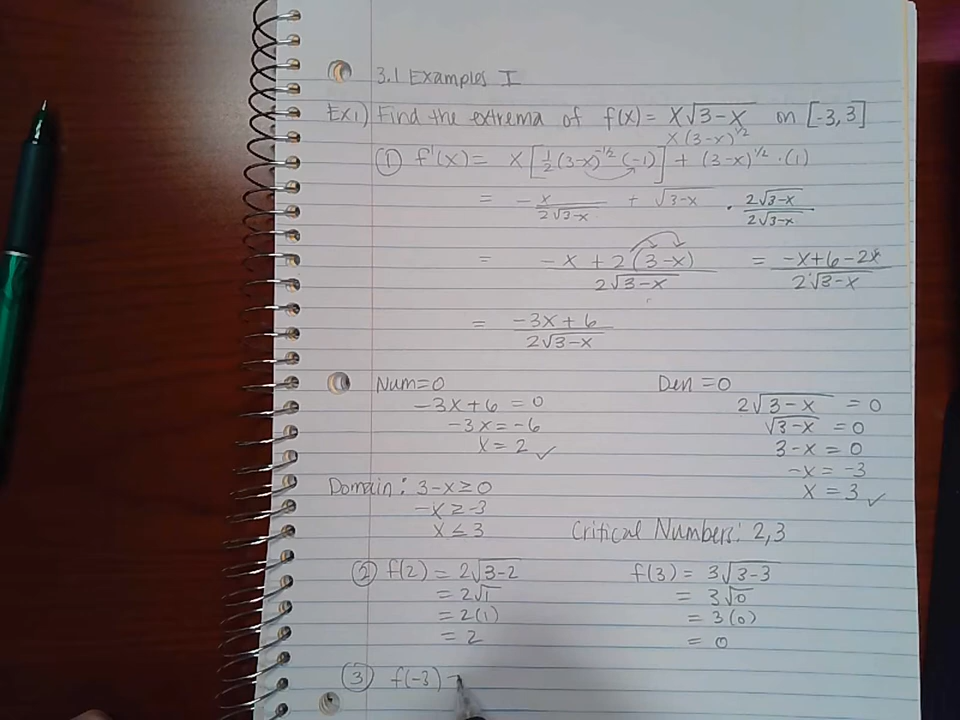 3.1 Examples I
Ex1) Find the extrema of f(x) = x√3-x on [-3,3]
x(3-x)^1/2
① f'(x) = x[1/2(3-x)^-1/2(-1)] + (3-x)^1/2 · (1)
= -x/2√3-x + √3-x · 2√3-x/2√3-x
= -x + 2(3-x)/2√3-x = -x+6-2x/2√3-x
= -3x+6/2√3-x
Num=0 Den=0
-3x+6 = 0 2√3-x = 0
-3x = -6 √3-x = 0
x = 2 ✓ 3-x = 0
-x = -3
Domain: 3-x ≥ 0 x = 3 ✓
-x ≥ -3
x ≤ 3 Critical Numbers: 2,3
② f(2) = 2√3-2 f(3) = 3√3-3
= 2√1 = 3√0
= 2(1) = 3(0)
= 2 = 0
③ f(-3) =